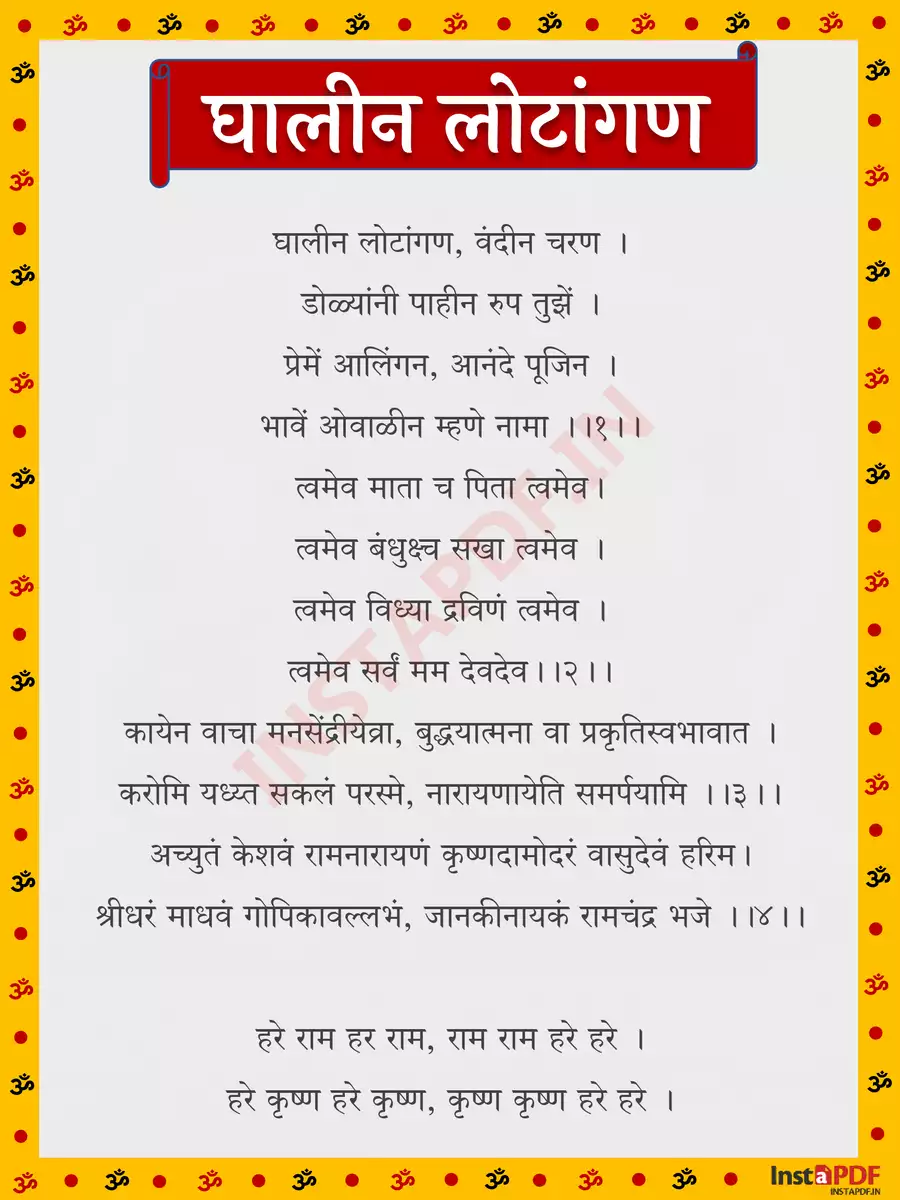 घालीन लोटांगण
घालीन लोटांगण, वंदीन चरण ।
डोळ्यांनी पाहीन रुप तुझें ।
प्रेमें आलिंगन, आनंदे पूजिन ।
भावें ओवाळीन म्हणे नामा ।।१।।
त्वमेव माता च पिता त्वमेव।
त्वमेव बंधुक्ष्च सखा त्वमेव ।
त्वमेव विध्या द्रविणं त्वमेव ।
त्वमेव सर्वं मम देवदेव।।२।।
कायेन वाचा मनसेंद्रीयेव्रा, बुद्धयात्मना वा प्रकृतिस्वभावात ।
करोमि यध्य्त सकलं परस्मे, नारायणायेति समर्पयामि ।।३।।
अच्युतं केशवं रामनारायणं कृष्णदामोदरं वासुदेवं हरिम।
श्रीधरं माधवं गोपिकावल्लभं, जानकीनायकं रामचंद्र भजे ।।४।।
हरे राम हर राम, राम राम हरे हरे ।
हरे कृष्ण हरे कृष्ण, कृष्ण कृष्ण हरे हरे ।
INSTAPDF.IN
InstaPDF
INSTAPDF.IN